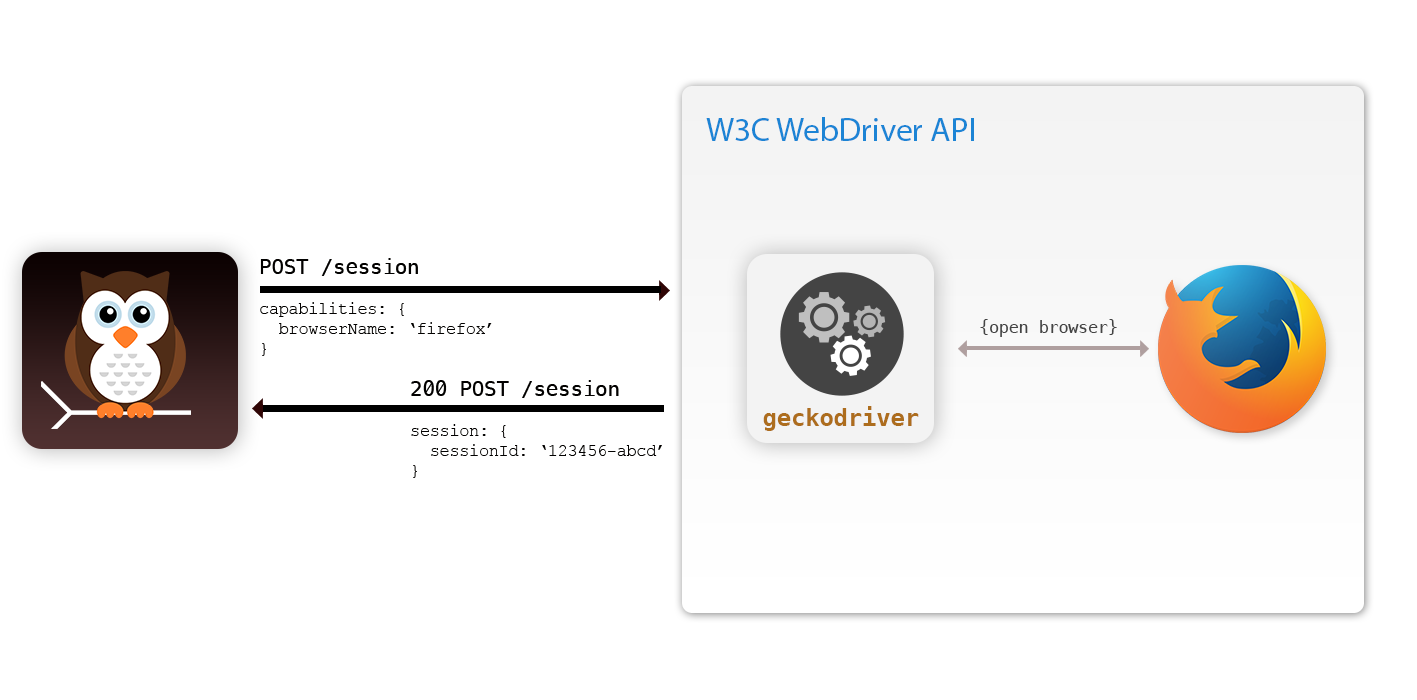 W3C WebDriver API
POST /session
capabilities: {
  browserName: ‘firefox’
}
200 POST /session
session: {
  sessionId: ‘123456-abcd’
}
geckodriver
{open browser}